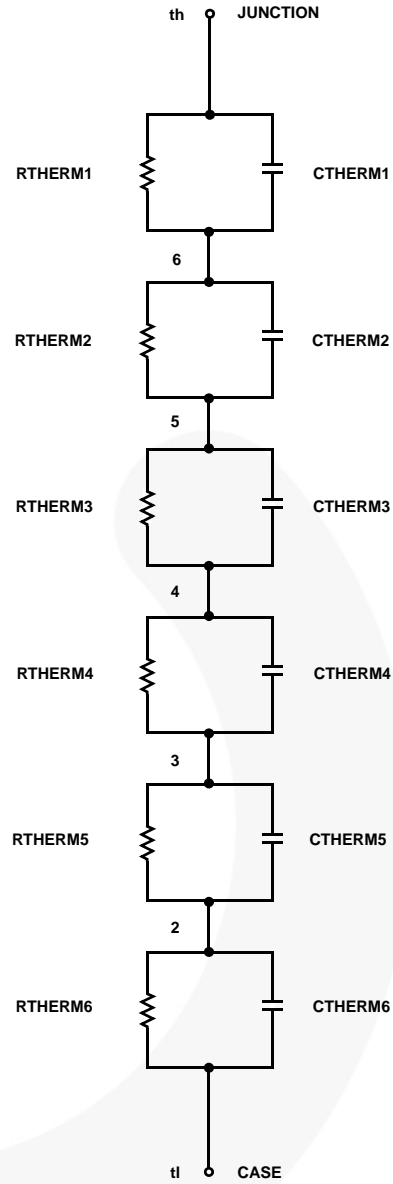 th JUNCTION
RTHERM1 CTHERM1
6
RTHERM2 CTHERM2
5
RTHERM3 CTHERM3
4
RTHERM4 CTHERM4
3
RTHERM5 CTHERM5
2
RTHERM6 CTHERM6
tl CASE